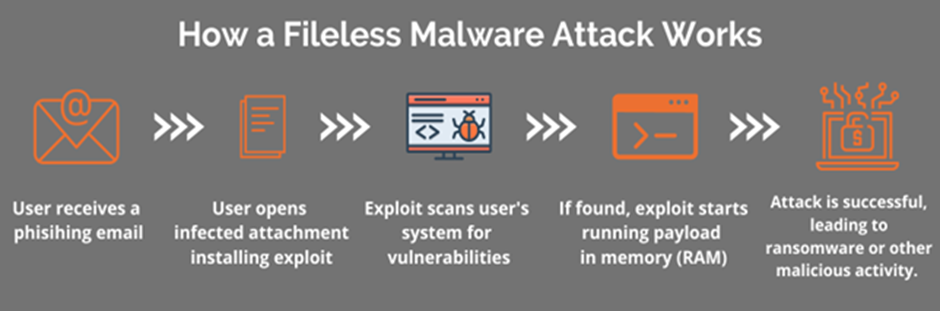 How a Fileless Malware Attack Works
@
User receives a
phisihing email
User opens
infected attachment
installing exploit
Exploit scans user's
system for
vulnerabilities
If found, exploit starts
running payload
in memory (RAM)
Attack is successful,
leading to
ransomware or other
malicious activity.